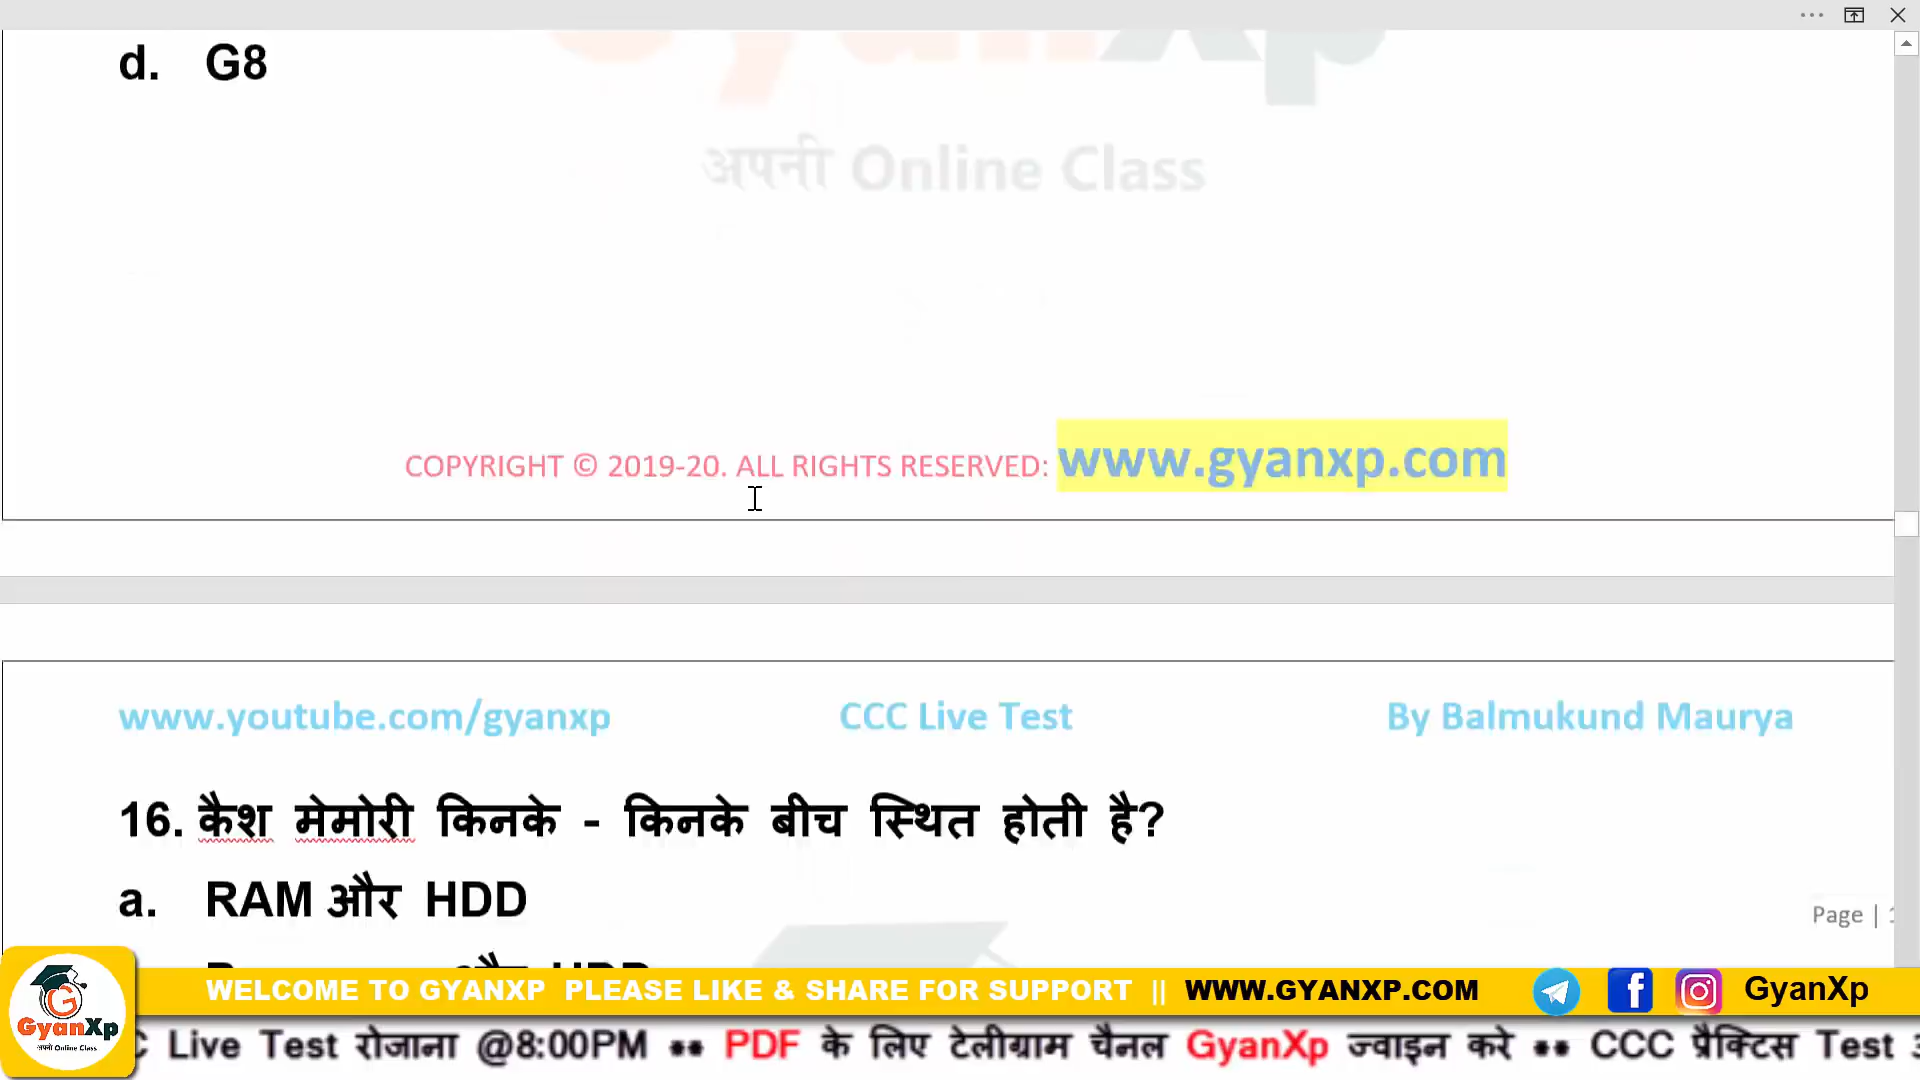 d. G8
Gyanxp
अपनी Online Class
COPYRIGHT © 2019-20. ALL RIGHTS RESERVED: www.gyanxp.com
www.youtube.com/gyanxp CCC Live Test By Balmukund Maurya
16. कैश मेमोरी किनके - किनके बीच स्थित होती है?
a. RAM और HDD
Page |
WELCOME TO GYANXP PLEASE LIKE & SHARE FOR SUPPORT || WWW.GYANXP.COM GyanXp
GyanXp
अपनी Online Class
C Live Test रोजाना @8:00PM •• PDF के लिए टेलीग्राम चैनल GyanXp ज्वाइन करे •• CCC प्रैक्टिस Test